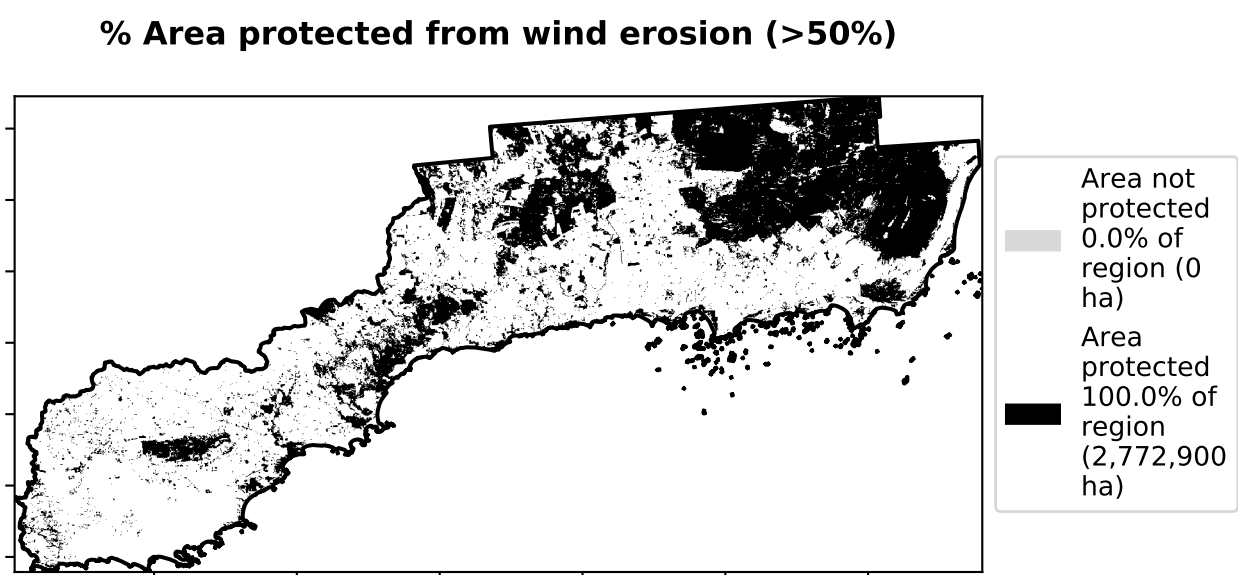 % Area protected from wind erosion (>50%)
Area not
protected
0.0% of
region (0
ha)
Area
protected
100.0% of
region
(2,772,900
ha)